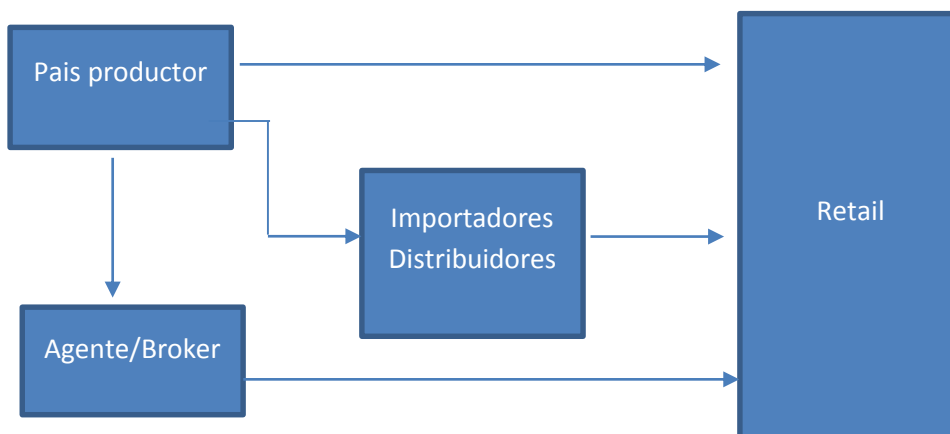 Pais productor
Importadores
Distribuidores
Retail
Agente/Broker